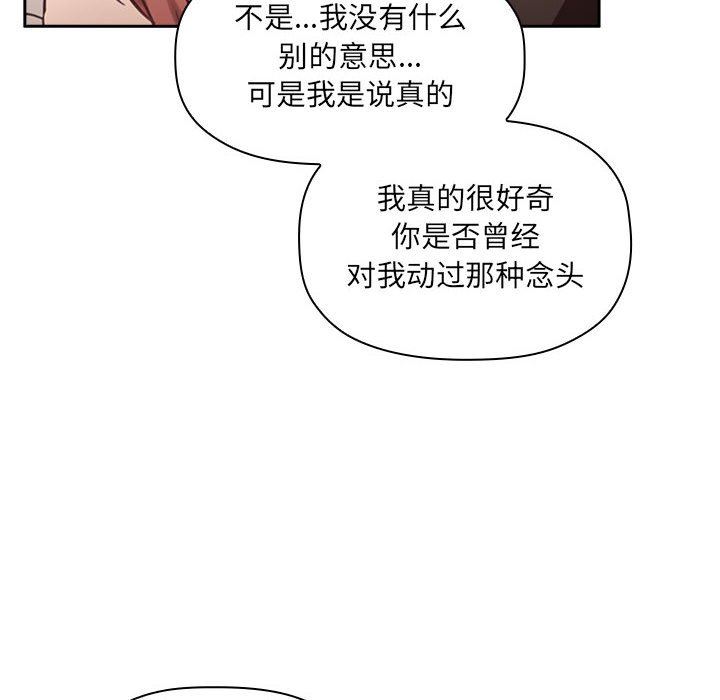 不是...我没有什么
别的意思...
可是我是说真的
我真的很好奇
你是否曾经
对我动过那种念头